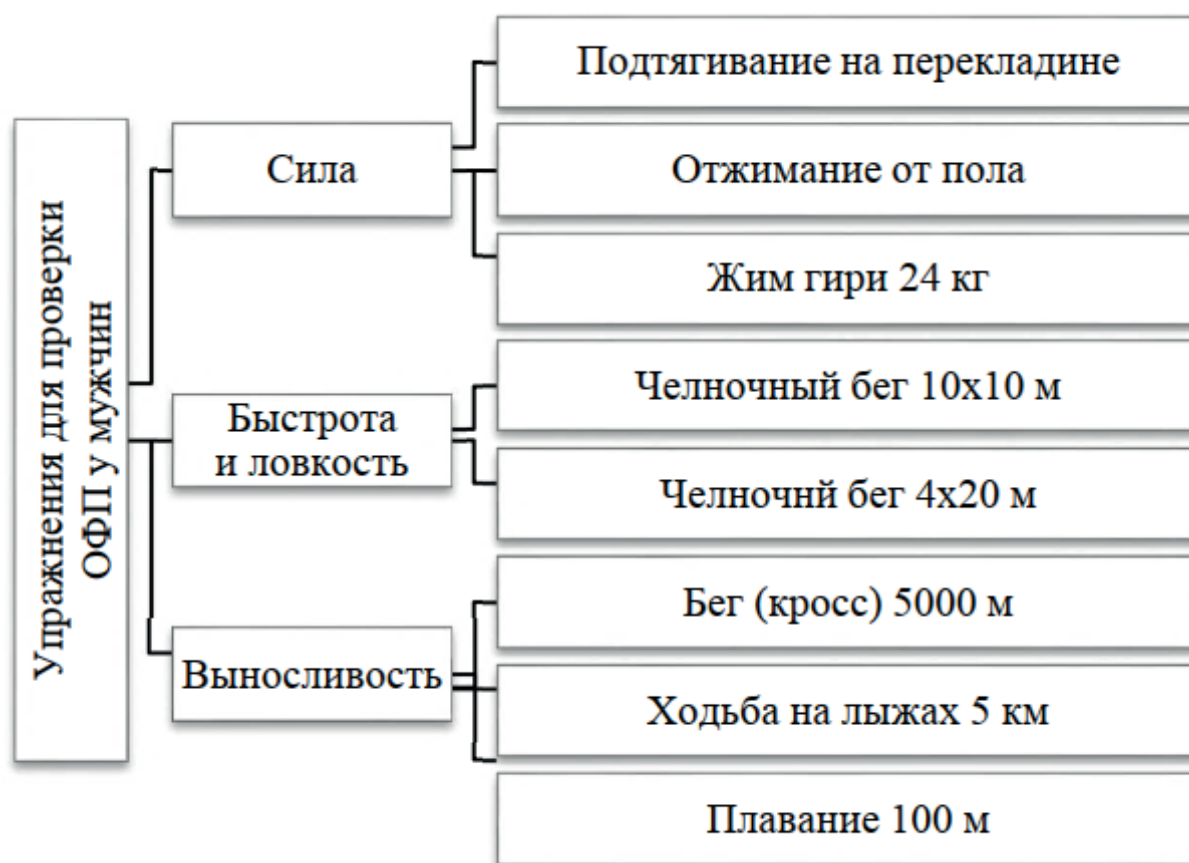 Упражнения для проверки
ОФП у мужчин
Сила
Подтягивание на перекладине
Отжимание от пола
Жим гири 24 кг
Быстрота
и ловкость
Челночный бег 10х10 м
Челночнй бег 4х20 м
Выносливость
Бег (кросс) 5000 м
Ходьба на лыжах 5 км
Плавание 100 м